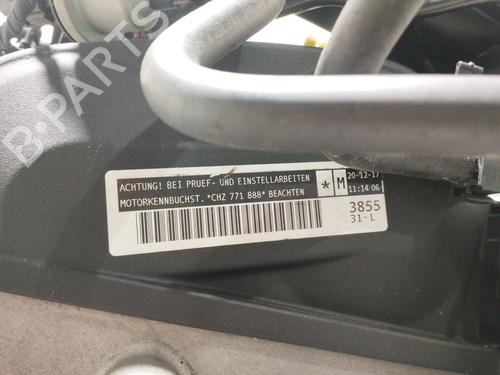 B-PARTS
ACHTUNG! BEI PRUEF- UND EINSTELLARBEITEN
MOTORKENNBUCHST. *CHZ 771 888* BEACHTEN
* M
20-12-17
11:14 06
3855
31-L